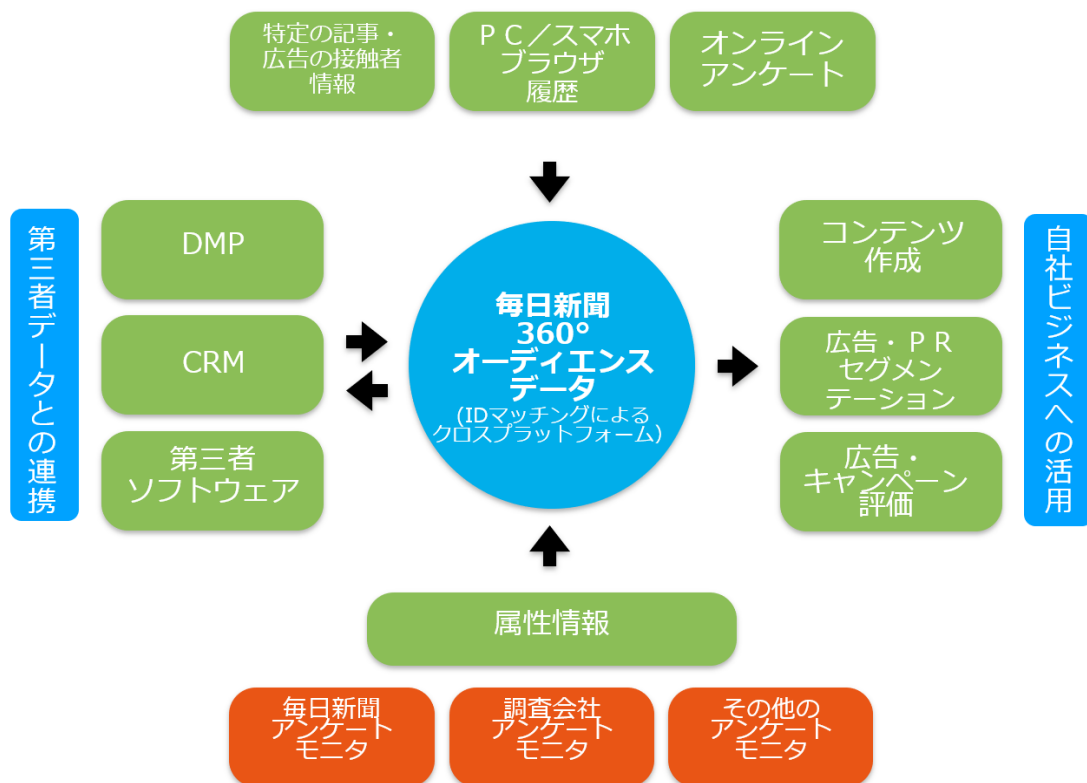 特定の記事・
広告の接触者
情報
ＰＣ／スマホ
ブラウザ
履歴
オンライン
アンケート
第三者データとの連携
DMP
CRM
第三者
ソフトウェア
毎日新聞
360°
オーディエンス
データ
(IDマッチングによる
クロスプラットフォーム)
コンテンツ
作成
広告・ＰＲ
セグメン
テーション
広告・
キャンペーン
評価
自社ビジネスへの活用
属性情報
毎日新聞
アンケート
モニタ
調査会社
アンケート
モニタ
その他の
アンケート
モニタ